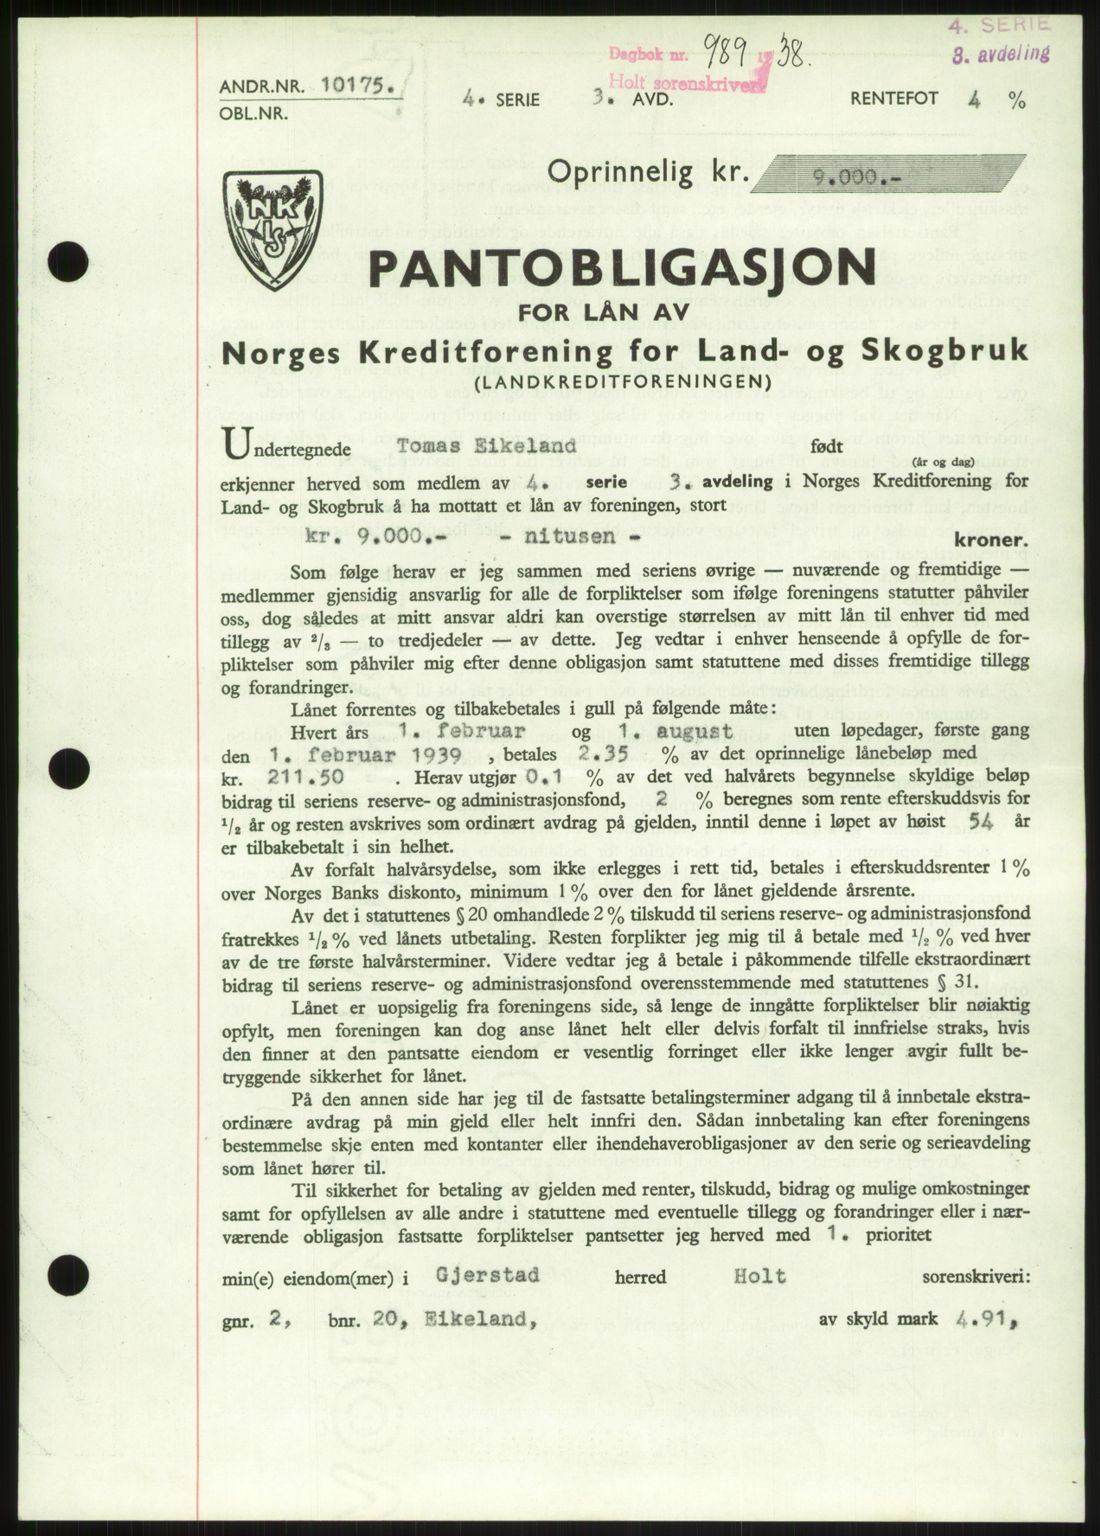 4. SERIE
3. avdeling
Dagbok nr. 989 1938.
Holt sorenskriveri
ANDR.NR. 10175.
OBL.NR.
4. SERIE 3. AVD. RENTEFOT 4 %
Oprinnelig kr. 9.000.-
NK
LS
PANTOBLIGASJON
FOR LÅN AV
Norges Kreditforening for Land- og Skogbruk
(LANDKREDITFORENINGEN)
Undertegnede Tomas Eikeland født
(år og dag)
erkjenner herved som medlem av 4. serie 3. avdeling i Norges Kreditforening for
Land- og Skogbruk å ha mottatt et lån av foreningen, stort
kr. 9.000.- - nitusen - kroner.
Som følge herav er jeg sammen med seriens øvrige — nuværende og fremtidige —
medlemmer gjensidig ansvarlig for alle de forpliktelser som ifølge foreningens statutter påhviler
oss, dog således at mitt ansvar aldri kan overstige størrelsen av mitt lån til enhver tid med
tillegg av 2/3 — to tredjedeler — av dette. Jeg vedtar i enhver henseende å opfylle de for-
pliktelser som påhviler mig efter denne obligasjon samt statuttene med disses fremtidige tillegg
og forandringer.
Lånet forrentes og tilbakebetales i gull på følgende måte:
Hvert års 1. februar og 1. august uten løpedager, første gang
den 1. februar 1939 , betales 2.35 % av det oprinnelige lånebeløp med
kr. 211.50 . Herav utgjør 0.1 % av det ved halvårets begynnelse skyldige beløp
bidrag til seriens reserve- og administrasjonsfond, 2 % beregnes som rente efterskuddsvis for
1/2 år og resten avskrives som ordinært avdrag på gjelden, inntil denne i løpet av høist 54 år
er tilbakebetalt i sin helhet.
Av forfalt halvårsydelse, som ikke erlegges i rett tid, betales i efterskuddsrenter 1 %
over Norges Banks diskonto, minimum 1 % over den for lånet gjeldende årsrente.
Av det i statuttenes § 20 omhandlede 2 % tilskudd til seriens reserve- og administrasjonsfond
fratrekkes 1/2 % ved lånets utbetaling. Resten forplikter jeg mig til å betale med 1/2 % ved hver
av de tre første halvårsterminer. Videre vedtar jeg å betale i påkommende tilfelle ekstraordinært
bidrag til seriens reserve- og administrasjonsfond overensstemmende med statuttenes § 31.
Lånet er uopsigelig fra foreningens side, så lenge de inngåtte forpliktelser blir nøiaktig
opfylt, men foreningen kan dog anse lånet helt eller delvis forfalt til innfrielse straks, hvis
den finner at den pantsatte eiendom er vesentlig forringet eller ikke lenger avgir fullt be-
tryggende sikkerhet for lånet.
På den annen side har jeg til de fastsatte betalingsterminer adgang til å innbetale ekstra-
ordinære avdrag på min gjeld eller helt innfri den. Sådan innbetaling kan efter foreningens
bestemmelse skje enten med kontanter eller ihendehaverobligasjoner av den serie og serieavdeling
som lånet hører til.
Til sikkerhet for betaling av gjelden med renter, tilskudd, bidrag og mulige omkostninger
samt for opfyllelsen av alle andre i statuttene med eventuelle tillegg og forandringer eller i nær-
værende obligasjon fastsatte forpliktelser pantsetter jeg herved med 1. prioritet
min(e) eiendom(mer) i Gjerstad herred Holt sorenskriveri:
gnr. 2, bnr. 20, Eikeland, av skyld mark 4.91,